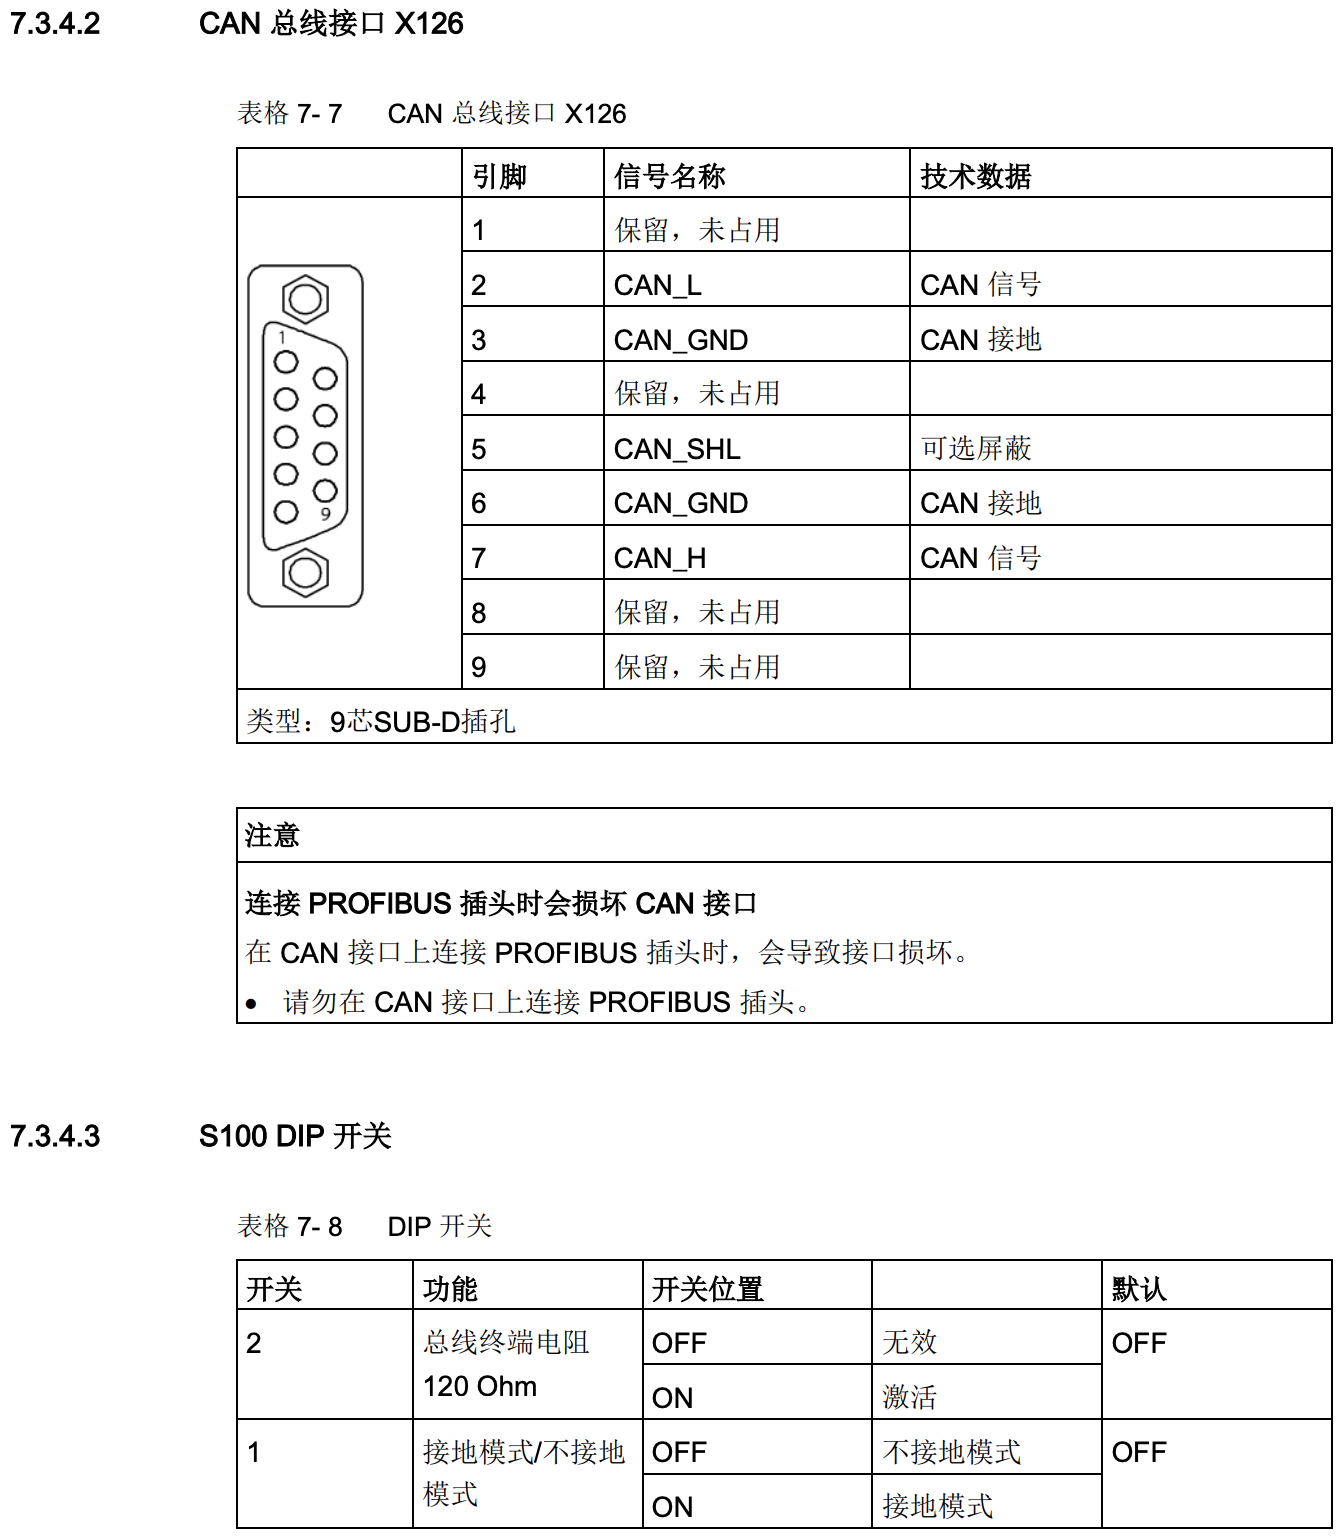 7.3.4.2 CAN 总线接口 X126
表格 7- 7 CAN 总线接口 X126
引脚 信号名称 技术数据
1 保留，未占用
2 CAN_L CAN 信号
3 CAN_GND CAN 接地
4 保留，未占用
5 CAN_SHL 可选屏蔽
6 CAN_GND CAN 接地
7 CAN_H CAN 信号
8 保留，未占用
9 保留，未占用
1
9
类型：9芯SUB-D插孔
注意
连接 PROFIBUS 插头时会损坏 CAN 接口
在 CAN 接口上连接 PROFIBUS 插头时，会导致接口损坏。
• 请勿在 CAN 接口上连接 PROFIBUS 插头。
7.3.4.3 S100 DIP 开关
表格 7- 8 DIP 开关
开关 功能 开关位置 默认
2 总线终端电阻 OFF 无效 OFF
120 Ohm ON 激活
1 接地模式/不接地 OFF 不接地模式 OFF
模式 ON 接地模式